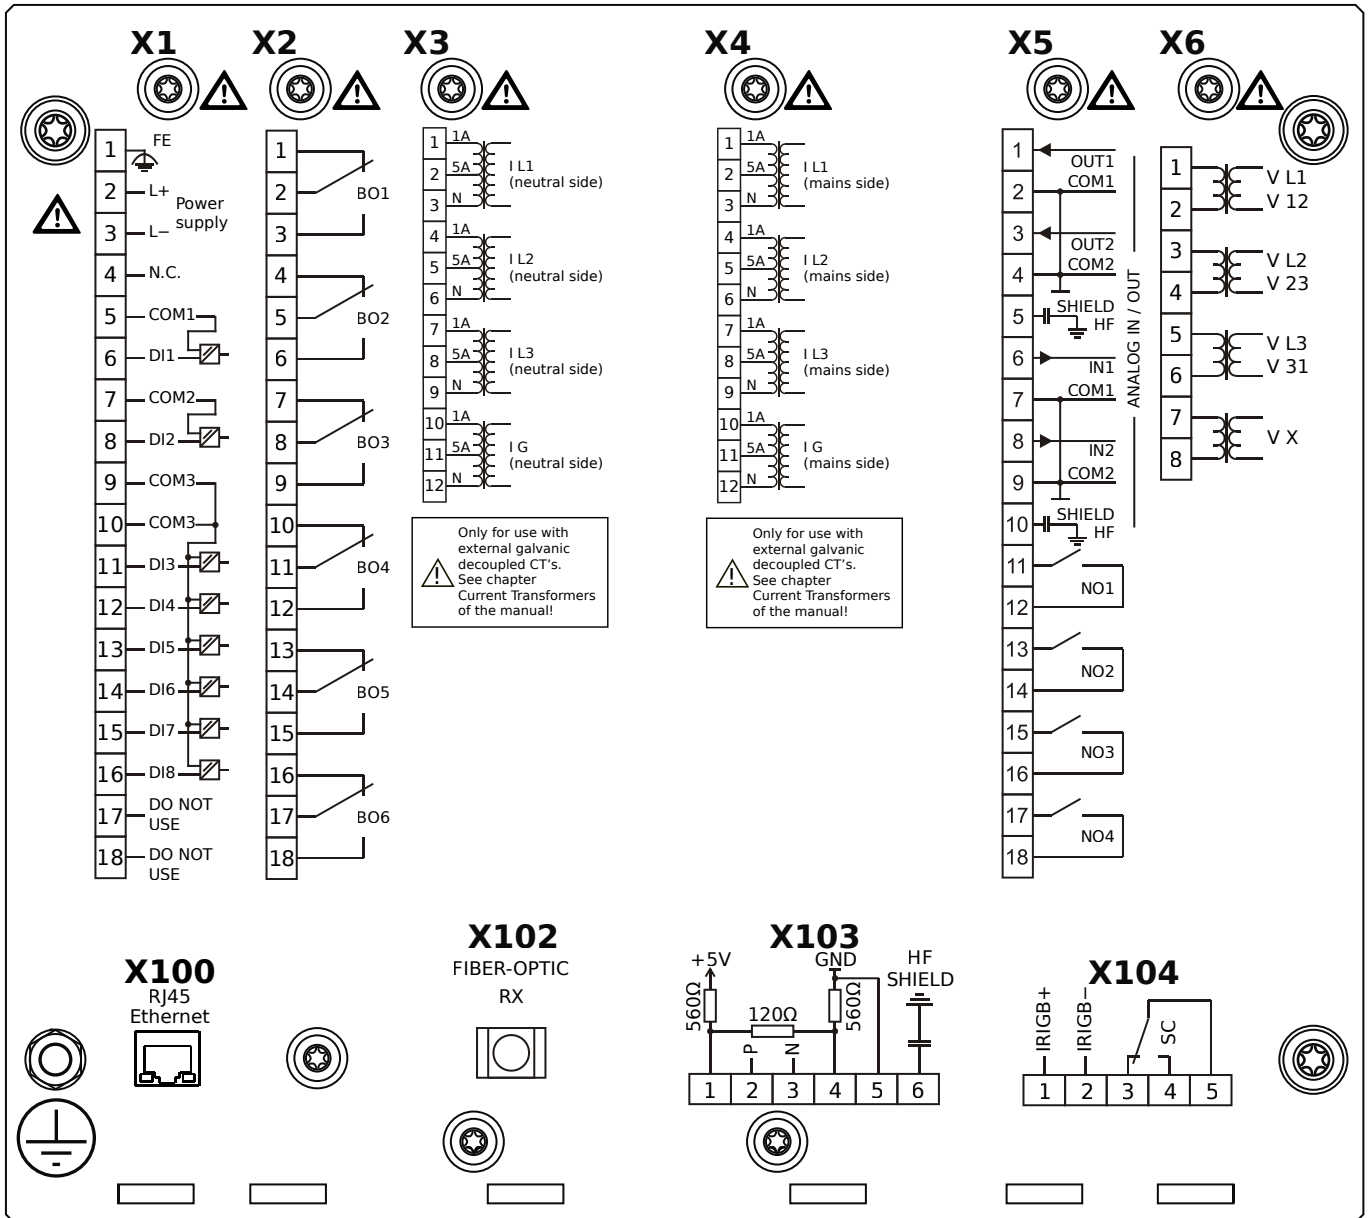 X1
X2
X3
X4
X5
X6
1 FE
2 L+
Power
supply
3 L−
4 N.C.
5 COM1
6 DI1
7 COM2
8 DI2
9 COM3
10 COM3
11 DI3
12 DI4
13 DI5
14 DI6
15 DI7
16 DI8
17 DO NOT
USE
18 DO NOT
USE
1
2 BO1
3
4
5 BO2
6
7
8 BO3
9
10
11 BO4
12
13
14 BO5
15
16
17 BO6
18
1 1A
2 5A
3 N
I L1
(neutral side)
4 1A
5 5A
6 N
I L2
(neutral side)
7 1A
8 5A
9 N
I L3
(neutral side)
10 1A
11 5A
12 N
I G
(neutral side)
Only for use with
external galvanic
decoupled CT's.
See chapter
Current Transformers
of the manual!
1 1A
2 5A
3 N
I L1
(mains side)
4 1A
5 5A
6 N
I L2
(mains side)
7 1A
8 5A
9 N
I L3
(mains side)
10 1A
11 5A
12 N
I G
(mains side)
Only for use with
external galvanic
decoupled CT's.
See chapter
Current Transformers
of the manual!
1
OUT1
2 COM1
3
OUT2
4 COM2
5 SHIELD
HF
6
IN1
7 COM1
8
IN2
9 COM2
10 SHIELD
HF
ANALOG IN / OUT
11
NO1
12
13
NO2
14
15
NO3
16
17
NO4
18
1
2
V L1
V 12
3
4
V L2
V 23
5
6
V L3
V 31
7
8
V X
X100
RJ45
Ethernet
X102
FIBER-OPTIC
RX
X103
+5V
GND
HF
SHIELD
560Ω
120Ω
560Ω
P
N
1 2 3 4 5 6
X104
IRIGB+
IRIGB−
SC
1 2 3 4 5